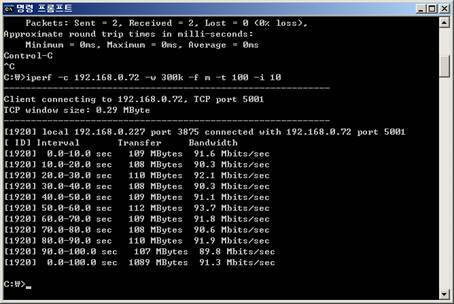 명령 프롬프트
Packets: Sent = 2, Received = 2, Lost = 0 (0% loss),
Approximate round trip times in milli-seconds:
Minimum = 0ms, Maximum = 0ms, Average = 0ms
Control-C
^C
C:₩>iperf -c 192.168.0.72 -w 300k -f m -t 100 -i 10
------------------------------------------------------------
Client connecting to 192.168.0.72, TCP port 5001
TCP window size: 0.29 MByte
------------------------------------------------------------
[1920] local 192.168.0.227 port 3875 connected with 192.168.0.72 port 5001
[ ID] Interval       Transfer     Bandwidth
[1920]  0.0-10.0 sec   109 MBytes  91.6 Mbits/sec
[1920] 10.0-20.0 sec   108 MBytes  90.3 Mbits/sec
[1920] 20.0-30.0 sec   110 MBytes  92.1 Mbits/sec
[1920] 30.0-40.0 sec   108 MBytes  90.3 Mbits/sec
[1920] 40.0-50.0 sec   109 MBytes  91.1 Mbits/sec
[1920] 50.0-60.0 sec   112 MBytes  93.7 Mbits/sec
[1920] 60.0-70.0 sec   109 MBytes  91.8 Mbits/sec
[1920] 70.0-80.0 sec   108 MBytes  90.6 Mbits/sec
[1920] 80.0-90.0 sec   110 MBytes  91.9 Mbits/sec
[1920] 90.0-100.0 sec   107 MBytes  89.8 Mbits/sec
[1920]  0.0-100.0 sec  1089 MBytes  91.3 Mbits/sec
C:₩>_